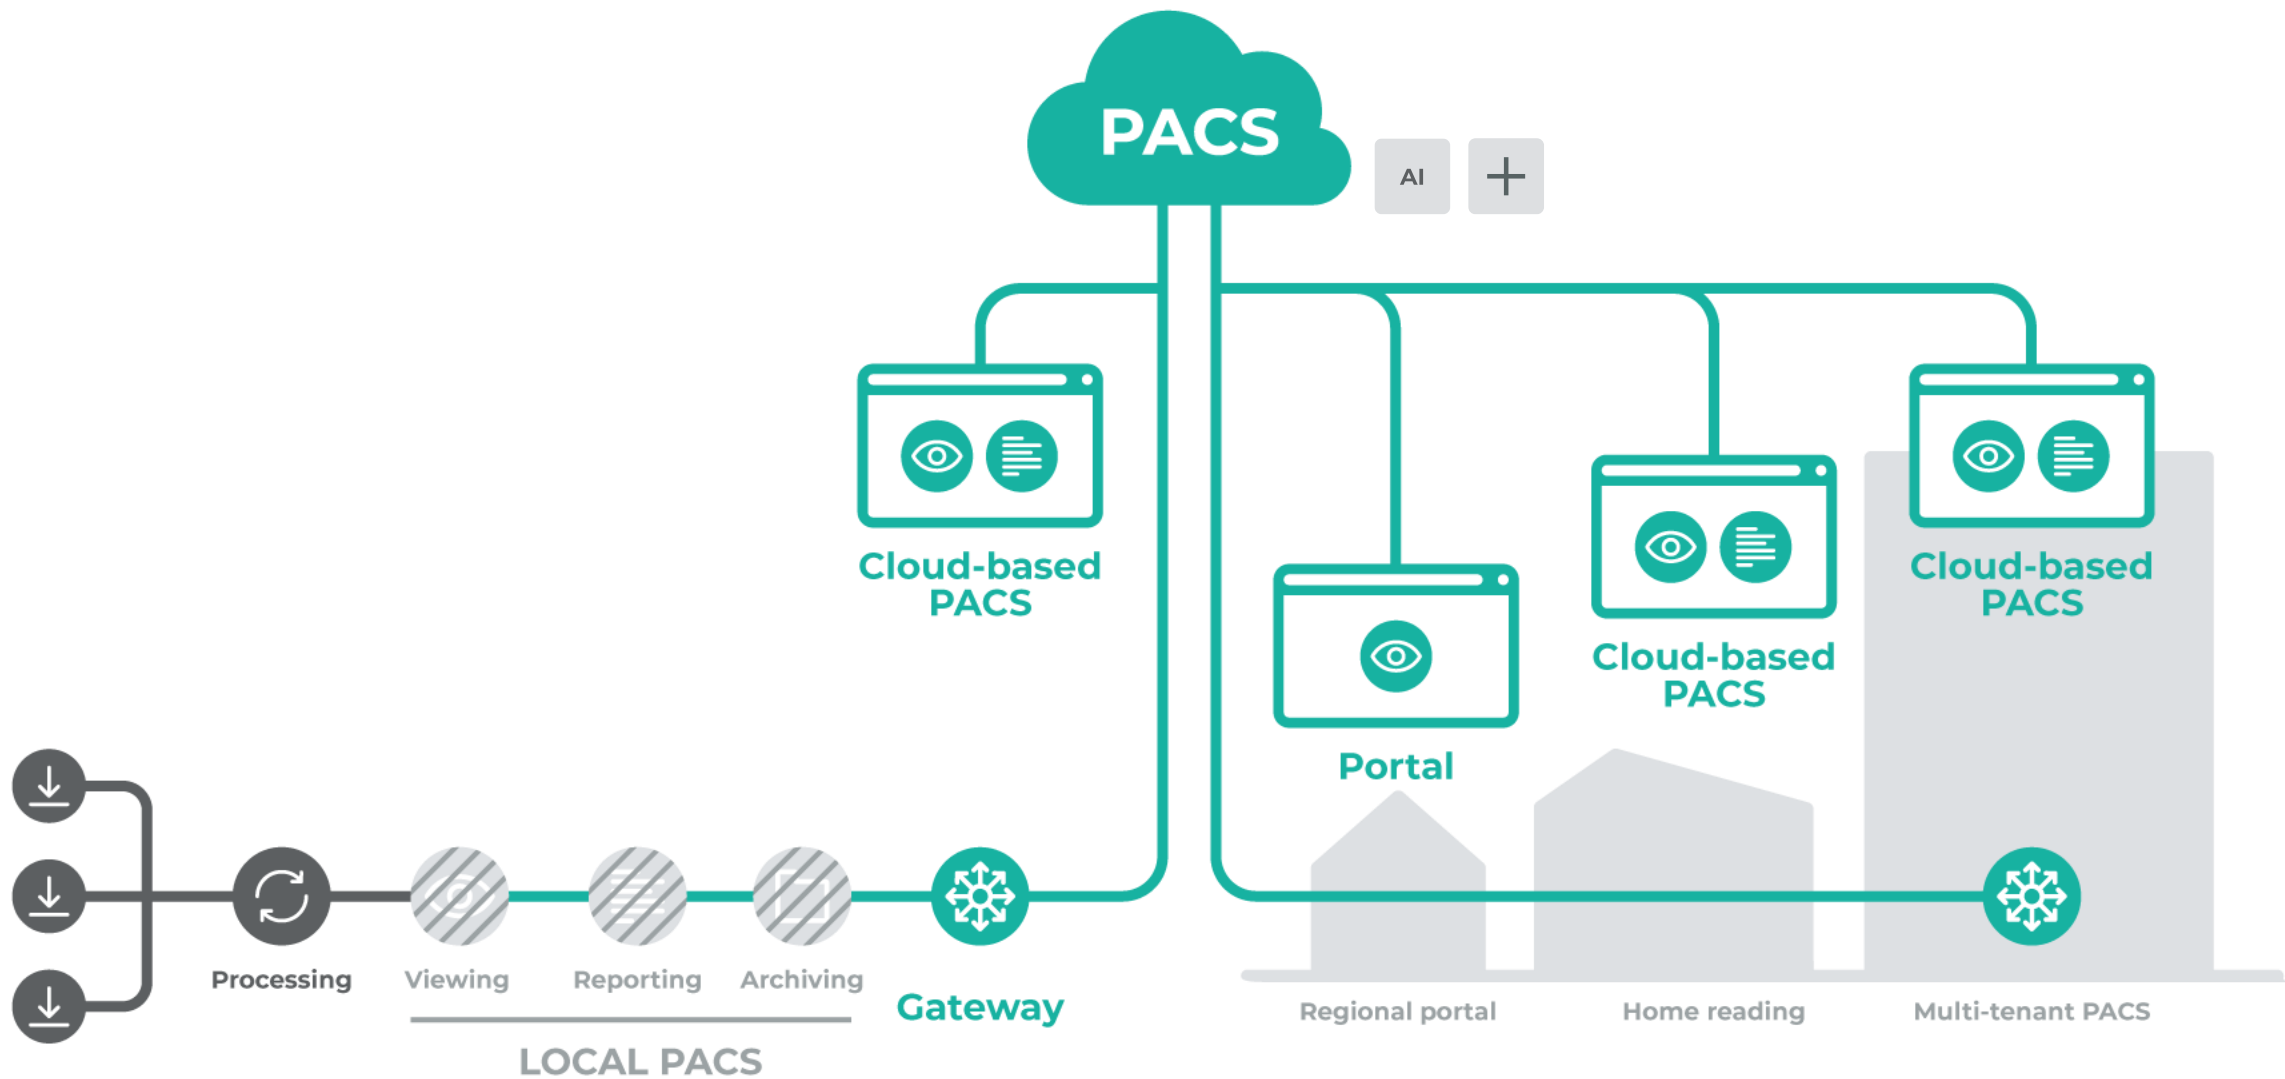 PACS
AI
Cloud-based
PACS
Portal
Cloud-based
PACS
Cloud-based
PACS
Processing
Viewing
Reporting
Archiving
Gateway
LOCAL PACS
Regional portal
Home reading
Multi-tenant PACS